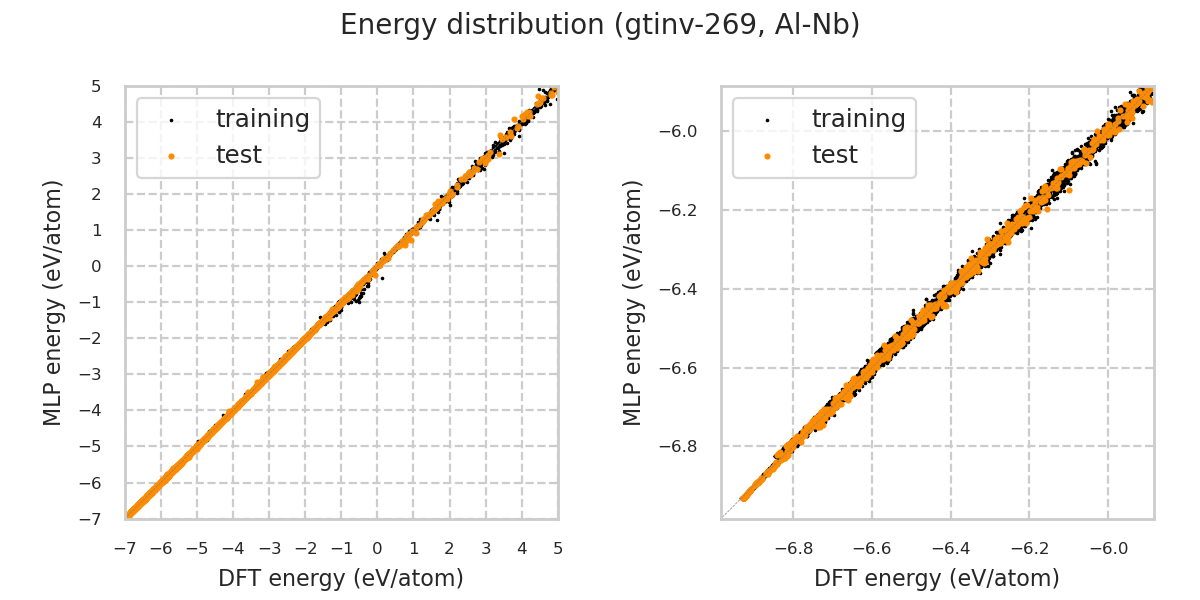 Energy distribution (gtinv-269, Al-Nb)
5
4
3
2
1
0
−1
−2
−3
−4
−5
−6
−7
MLP energy (eV/atom)
training
test
−7 −6 −5 −4 −3 −2 −1 0 1 2 3 4 5
DFT energy (eV/atom)
−6.0
−6.2
−6.4
−6.6
−6.8
MLP energy (eV/atom)
training
test
−6.8 −6.6 −6.4 −6.2 −6.0
DFT energy (eV/atom)